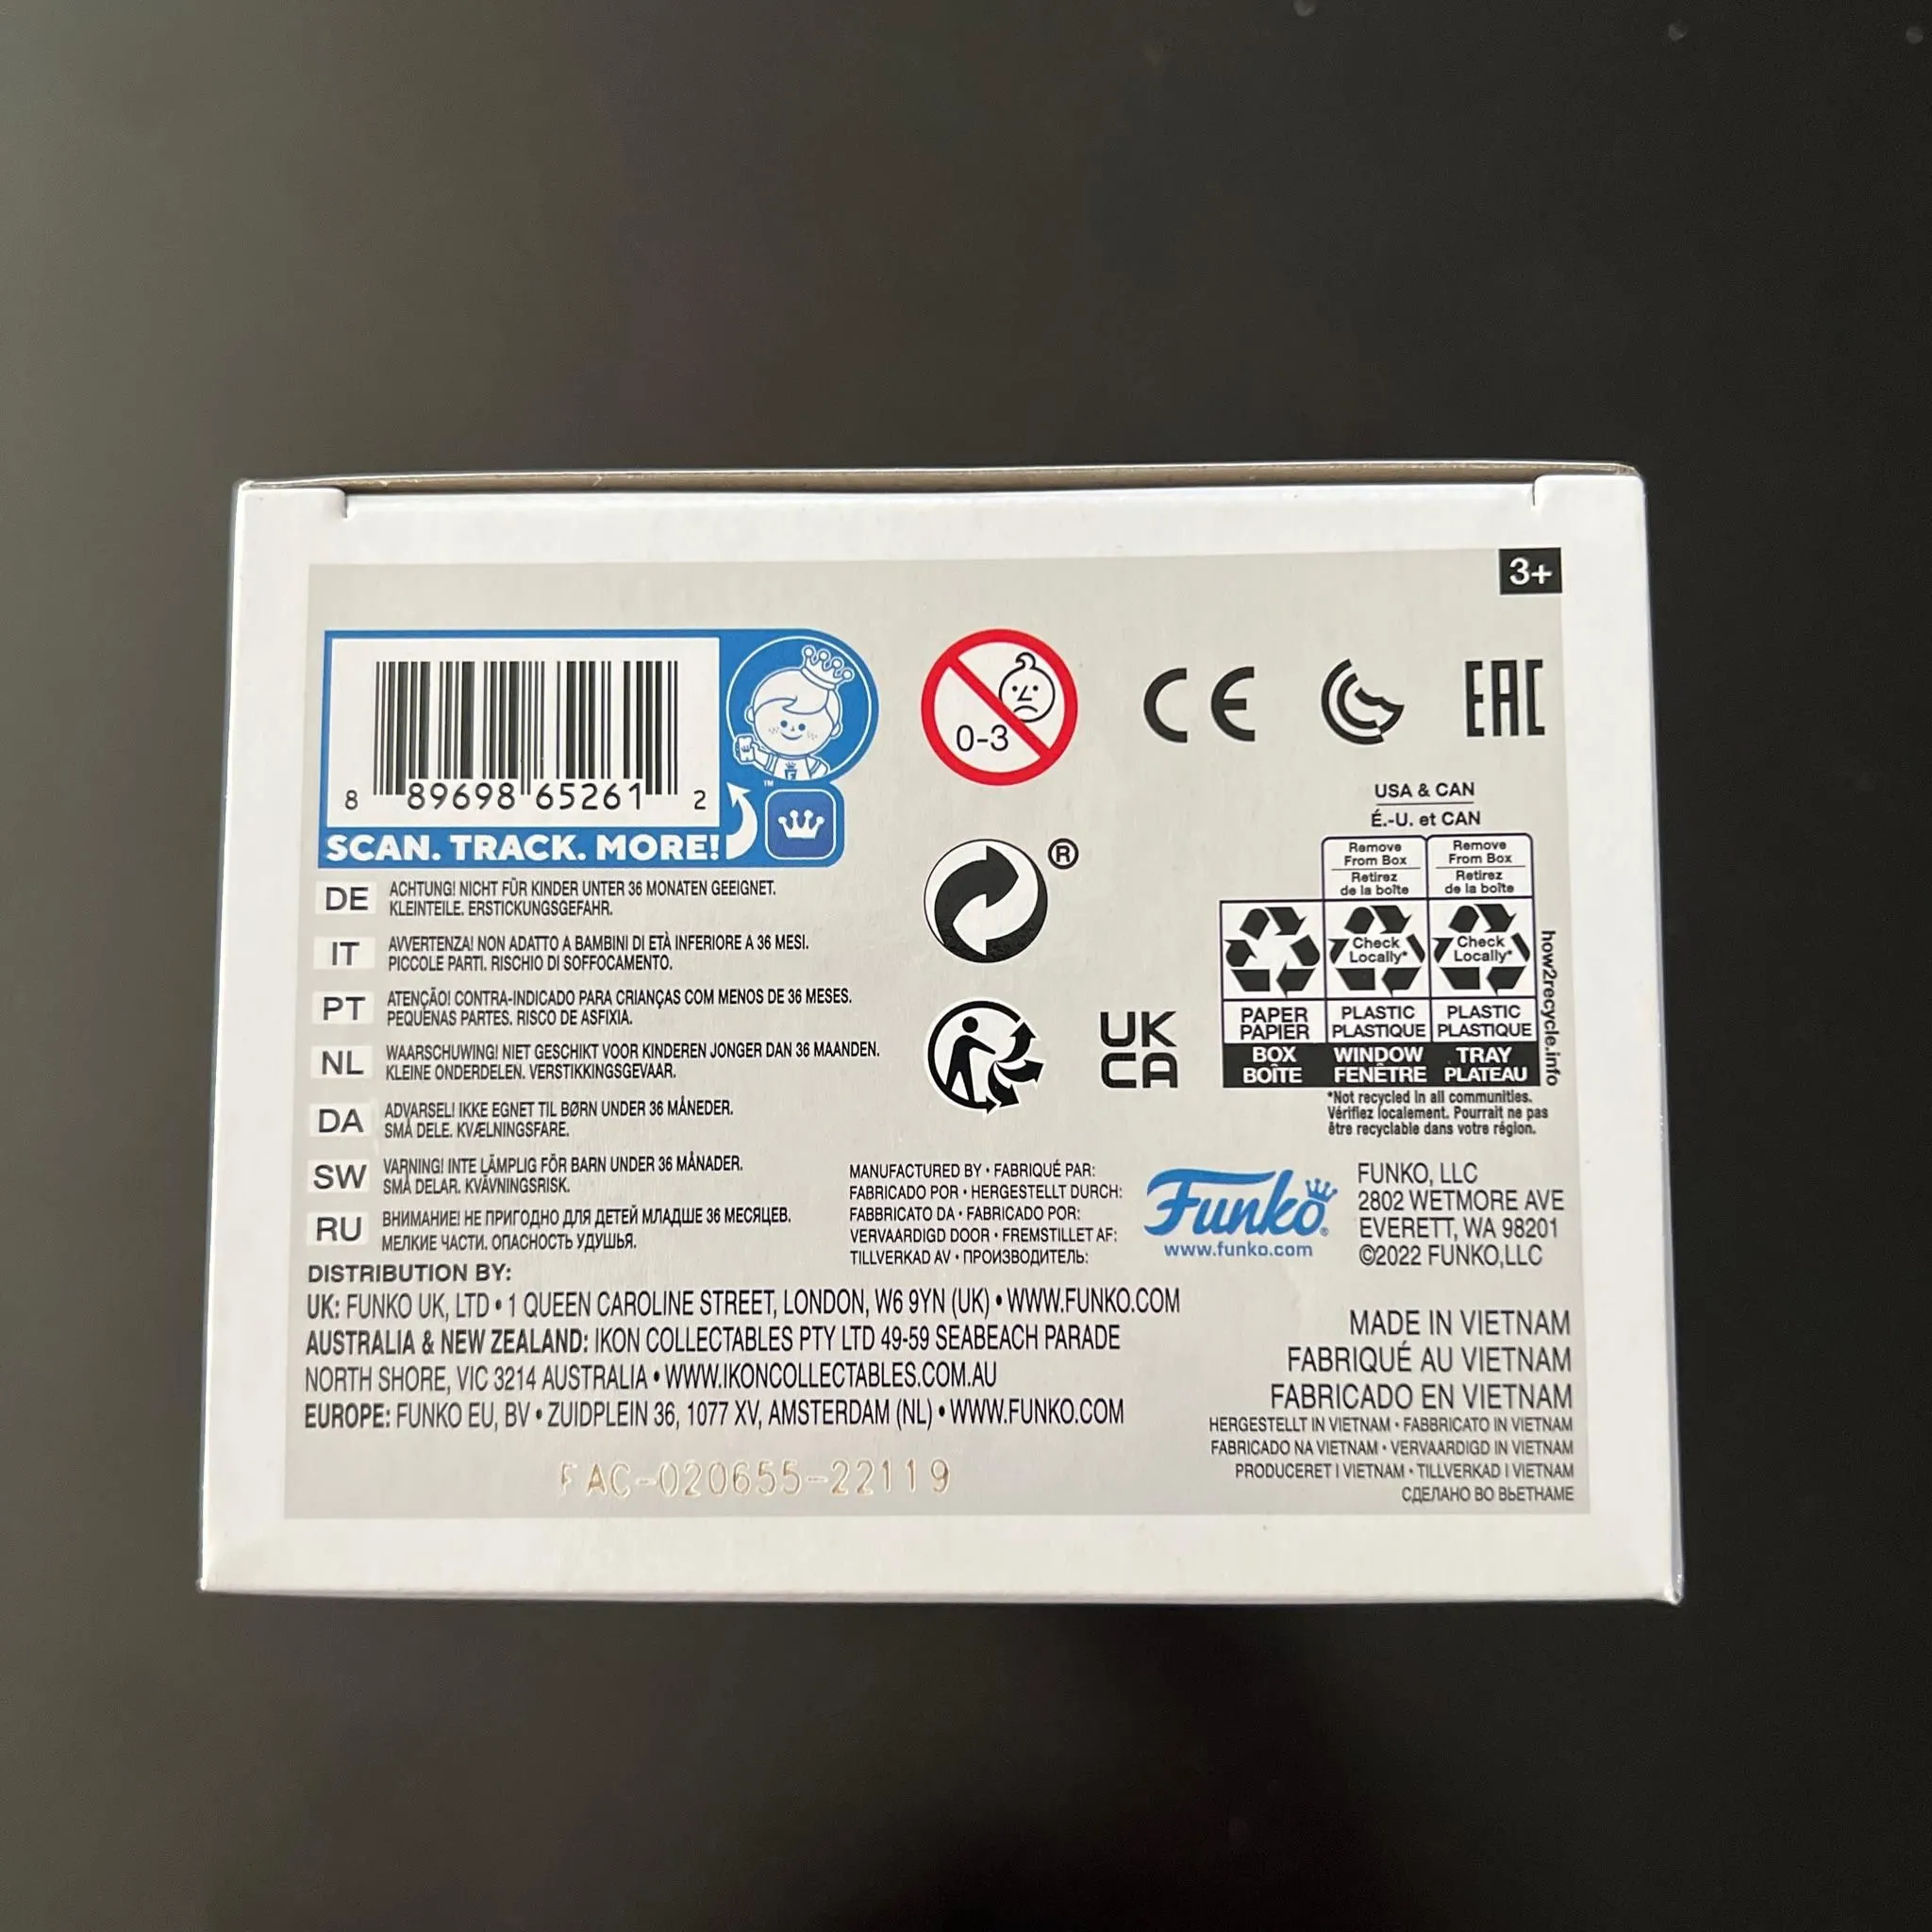 3+
8 89698 65261 2
SCAN. TRACK. MORE!
™
0-3
CE
EAC
®
UK
CA
USA & CAN
É.-U. et CAN
Remove
From Box
Retirez
de la boîte
Remove
From Box
Retirez
de la boîte
Check
Locally*
Check
Locally*
PAPER
PAPIER
PLASTIC
PLASTIQUE
PLASTIC
PLASTIQUE
BOX
BOÎTE
WINDOW
FENÊTRE
TRAY
PLATEAU
how2recycle.info
*Not recycled in all communities.
Vérifiez localement. Pourrait ne pas
être recyclable dans votre région.
DE ACHTUNG! NICHT FÜR KINDER UNTER 36 MONATEN GEEIGNET.
KLEINTEILE. ERSTICKUNGSGEFAHR.
IT AVVERTENZA! NON ADATTO A BAMBINI DI ETÀ INFERIORE A 36 MESI.
PICCOLE PARTI. RISCHIO DI SOFFOCAMENTO.
PT ATENÇÃO! CONTRA-INDICADO PARA CRIANÇAS COM MENOS DE 36 MESES.
PEQUENAS PARTES. RISCO DE ASFIXIA.
NL WAARSCHUWING! NIET GESCHIKT VOOR KINDEREN JONGER DAN 36 MAANDEN.
KLEINE ONDERDELEN. VERSTIKKINGSGEVAAR.
DA ADVARSEL! IKKE EGNET TIL BØRN UNDER 36 MÅNEDER.
SMÅ DELE. KVÆLNINGSFARE.
SW VARNING! INTE LÄMPLIG FÖR BARN UNDER 36 MÅNADER.
SMÅ DELAR. KVÄVNINGSRISK.
RU ВНИМАНИЕ! НЕ ПРИГОДНО ДЛЯ ДЕТЕЙ МЛАДШЕ 36 МЕСЯЦЕВ.
МЕЛКИЕ ЧАСТИ. ОПАСНОСТЬ УДУШЬЯ.
MANUFACTURED BY • FABRIQUÉ PAR:
FABRICADO POR • HERGESTELLT DURCH:
FABBRICATO DA • FABRICADO POR:
VERVAARDIGD DOOR • FREMSTILLET AF:
TILLVERKAD AV • ПРОИЗВОДИТЕЛЬ:
Funko®
www.funko.com
FUNKO, LLC
2802 WETMORE AVE
EVERETT, WA 98201
©2022 FUNKO,LLC
DISTRIBUTION BY:
UK: FUNKO UK, LTD • 1 QUEEN CAROLINE STREET, LONDON, W6 9YN (UK) • WWW.FUNKO.COM
AUSTRALIA & NEW ZEALAND: IKON COLLECTABLES PTY LTD 49-59 SEABEACH PARADE
NORTH SHORE, VIC 3214 AUSTRALIA • WWW.IKONCOLLECTABLES.COM.AU
EUROPE: FUNKO EU, BV • ZUIDPLEIN 36, 1077 XV, AMSTERDAM (NL) • WWW.FUNKO.COM
MADE IN VIETNAM
FABRIQUÉ AU VIETNAM
FABRICADO EN VIETNAM
HERGESTELLT IN VIETNAM • FABBRICATO IN VIETNAM
FABRICADO NA VIETNAM • VERVAARDIGD IN VIETNAM
PRODUCERET I VIETNAM • TILLVERKAD I VIETNAM
СДЕЛАНО ВО ВЬЕТНАМЕ
FAC-020655-22119